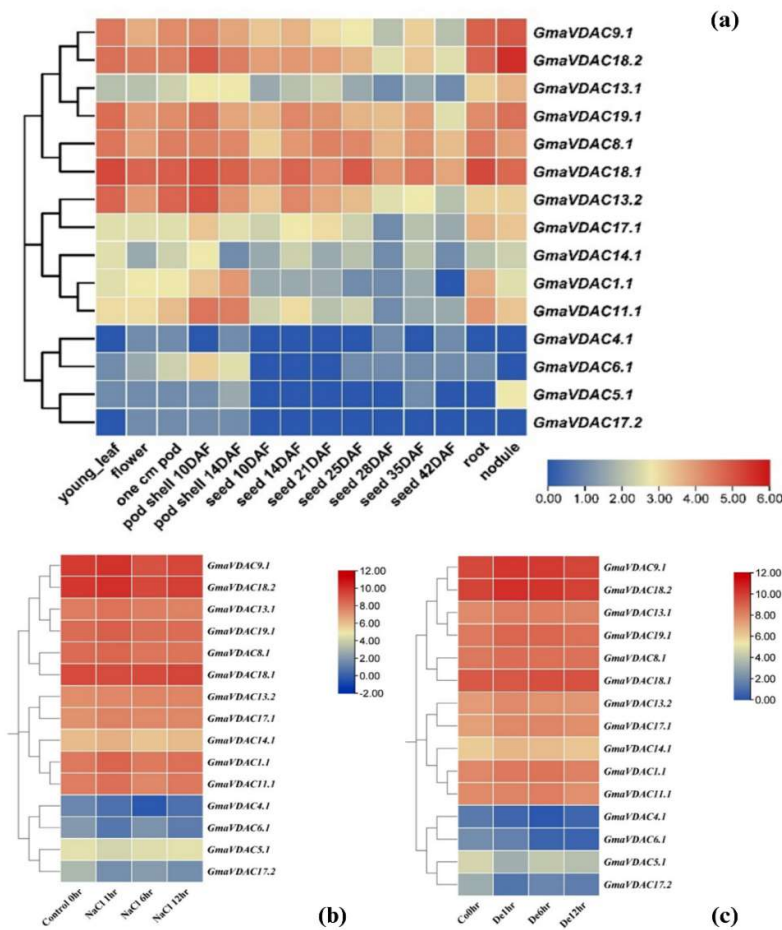 (a)
GmaVDAC9.1
GmaVDAC18.2
GmaVDAC13.1
GmaVDAC19.1
GmaVDAC8.1
GmaVDAC18.1
GmaVDAC13.2
GmaVDAC17.1
GmaVDAC14.1
GmaVDAC1.1
GmaVDAC11.1
GmaVDAC4.1
GmaVDAC6.1
GmaVDAC5.1
GmaVDAC17.2
young_leaf
flower
one cm pod
pod shell 10DAF
pod shell 14DAF
seed 10DAF
seed 14DAF
seed 21DAF
seed 25DAF
seed 28DAF
seed 35DAF
seed 42DAF
root
nodule
0.00 1.00 2.00 3.00 4.00 5.00 6.00
GmaVDAC9.1
GmaVDAC18.2
GmaVDAC13.1
GmaVDAC19.1
GmaVDAC8.1
GmaVDAC18.1
GmaVDAC13.2
GmaVDAC17.1
GmaVDAC14.1
GmaVDAC1.1
GmaVDAC11.1
GmaVDAC4.1
GmaVDAC6.1
GmaVDAC5.1
GmaVDAC17.2
12.00
10.00
8.00
6.00
4.00
2.00
0.00
-2.00
Control 0hr
NaCl 1hr
NaCl 6hr
NaCl 12hr
(b)
GmaVDAC9.1
GmaVDAC18.2
GmaVDAC13.1
GmaVDAC19.1
GmaVDAC8.1
GmaVDAC18.1
GmaVDAC13.2
GmaVDAC17.1
GmaVDAC14.1
GmaVDAC1.1
GmaVDAC11.1
GmaVDAC4.1
GmaVDAC6.1
GmaVDAC5.1
GmaVDAC17.2
12.00
10.00
8.00
6.00
4.00
2.00
0.00
Co0hr
De1hr
De6hr
De12hr
(c)